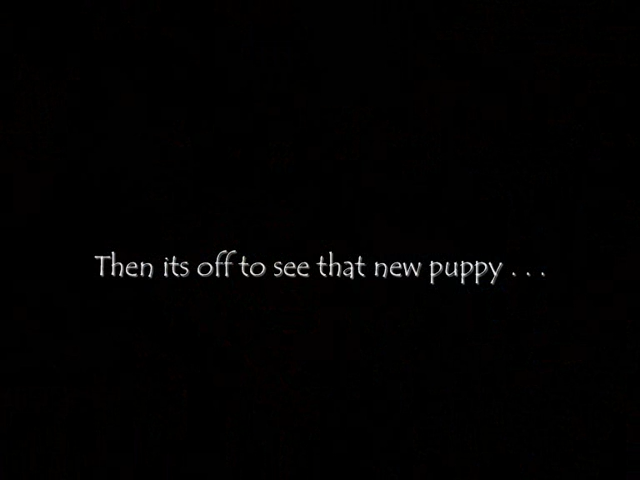 Then its off to see that new puppy . . .